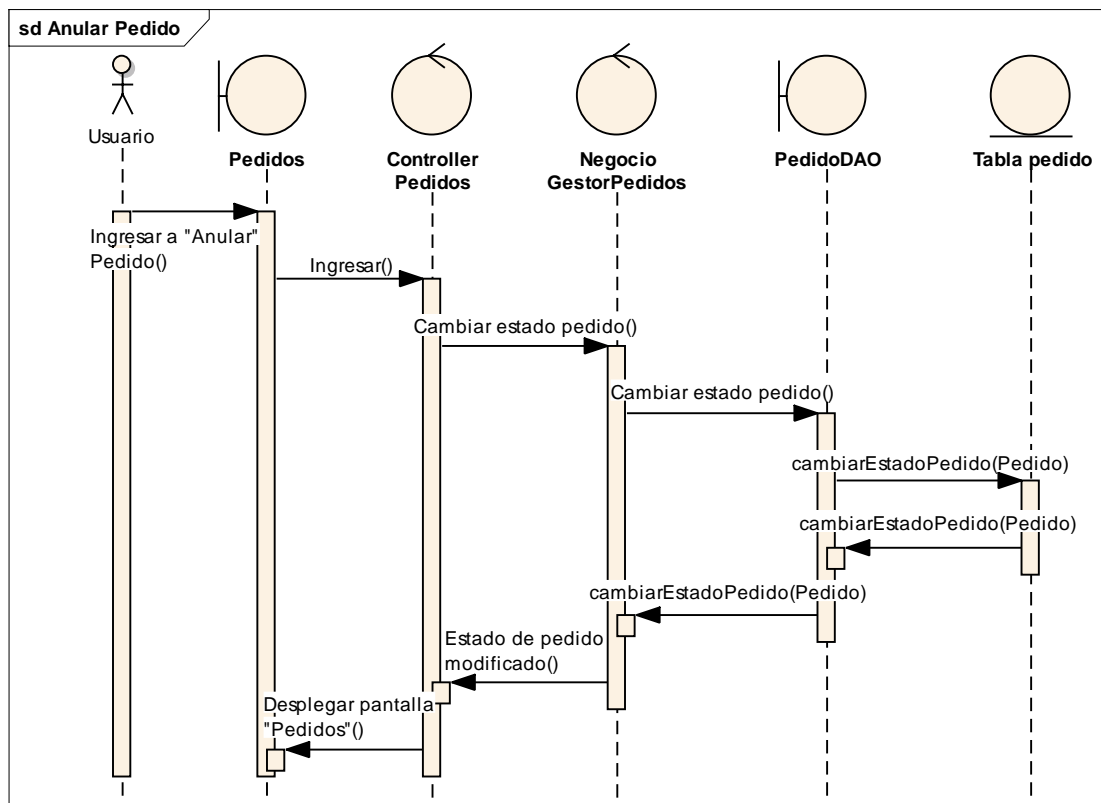 sd Anular Pedido
Usuario
Pedidos
Controller
Pedidos
Negocio
GestorPedidos
PedidoDAO
Tabla pedido
Ingresar a "Anular"
Pedido()
Ingresar()
Cambiar estado pedido()
Cambiar estado pedido()
cambiarEstadoPedido(Pedido)
cambiarEstadoPedido(Pedido)
cambiarEstadoPedido(Pedido)
Estado de pedido
modificado()
Desplegar pantalla
"Pedidos"()